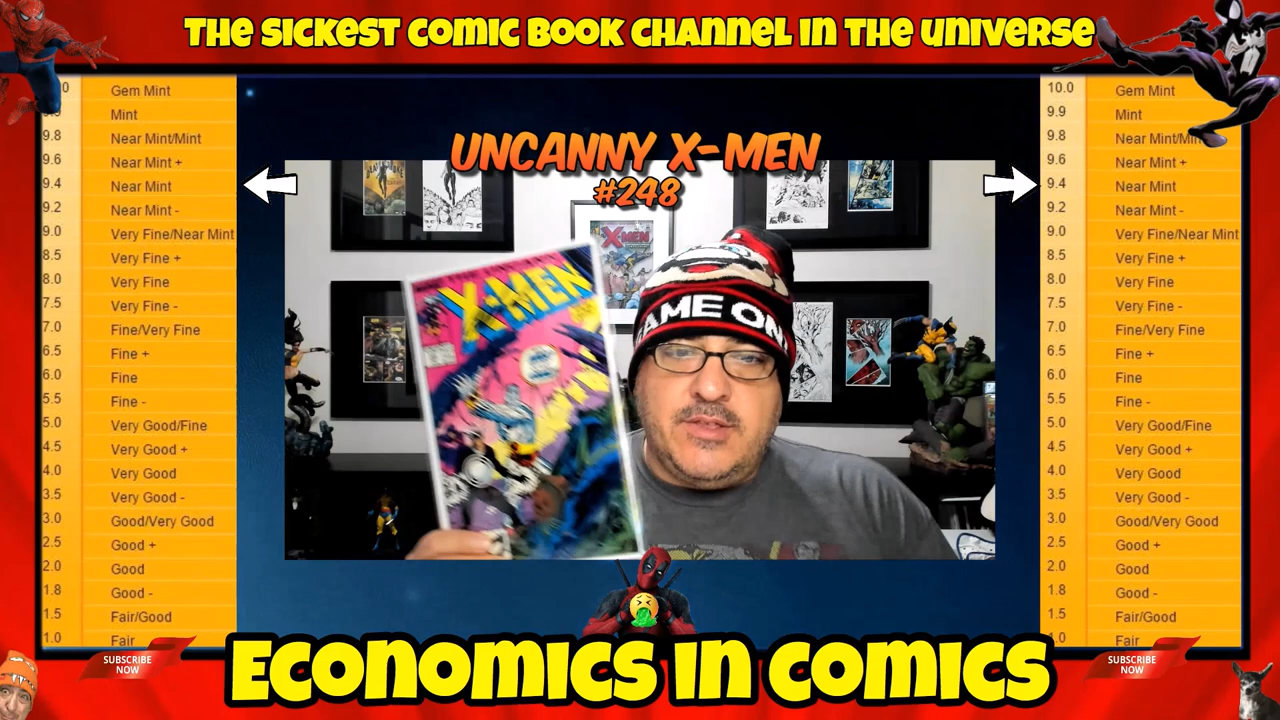 THE SICKEST COMIC BOOK CHANNEL IN THE UNIVERSE
0 Gem Mint
Mint
9.8 Near Mint/Mint
9.6 Near Mint +
9.4 Near Mint
9.2 Near Mint -
9.0 Very Fine/Near Mint
8.5 Very Fine +
8.0 Very Fine
7.5 Very Fine -
7.0 Fine/Very Fine
6.5 Fine +
6.0 Fine
5.5 Fine -
5.0 Very Good/Fine
4.5 Very Good +
4.0 Very Good
3.5 Very Good -
3.0 Good/Very Good
2.5 Good +
2.0 Good
1.8 Good -
1.5 Fair/Good
1.0 Fair
SUBSCRIBE
NOW
UNCANNY X-MEN
#248
X-MEN
X-MEN
GAME ON
10.0 Gem Mint
9.9 Mint
9.8 Near Mint/Min
9.6 Near Mint +
9.4 Near Mint
9.2 Near Mint -
9.0 Very Fine/Near Mint
8.5 Very Fine +
8.0 Very Fine
7.5 Very Fine -
7.0 Fine/Very Fine
6.5 Fine +
6.0 Fine
5.5 Fine -
5.0 Very Good/Fine
4.5 Very Good +
4.0 Very Good
3.5 Very Good -
3.0 Good/Very Good
2.5 Good +
2.0 Good
1.8 Good -
1.5 Fair/Good
1.0 Fair
SUBSCRIBE
NOW
ECONOMICS IN COMICS